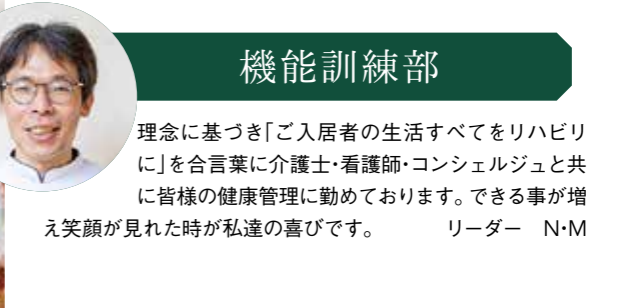 機能訓練部
理念に基づき「ご入居者の生活すべてをリハビリ
に」を合言葉に介護士・看護師・コンシェルジュと共
に皆様の健康管理に勤めております。できる事が増
え笑顔が見れた時が私達の喜びです。 リーダー N・M